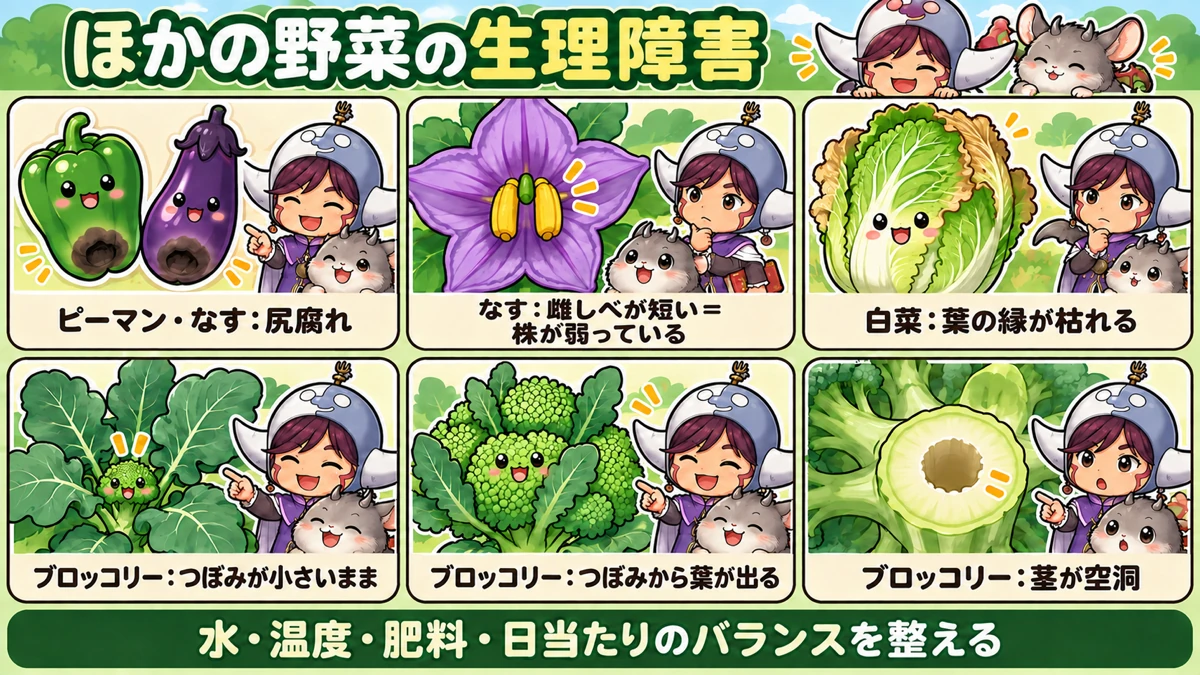 ほかの野菜の生理障害
ピーマン・なす：尻腐れ
なす：雌しべが短い＝
株が弱っている
白菜：葉の縁が枯れる
ブロッコリー：つぼみが小さいまま
ブロッコリー：つぼみから葉が出る
ブロッコリー：茎が空洞
水・温度・肥料・日当たりのバランスを整える